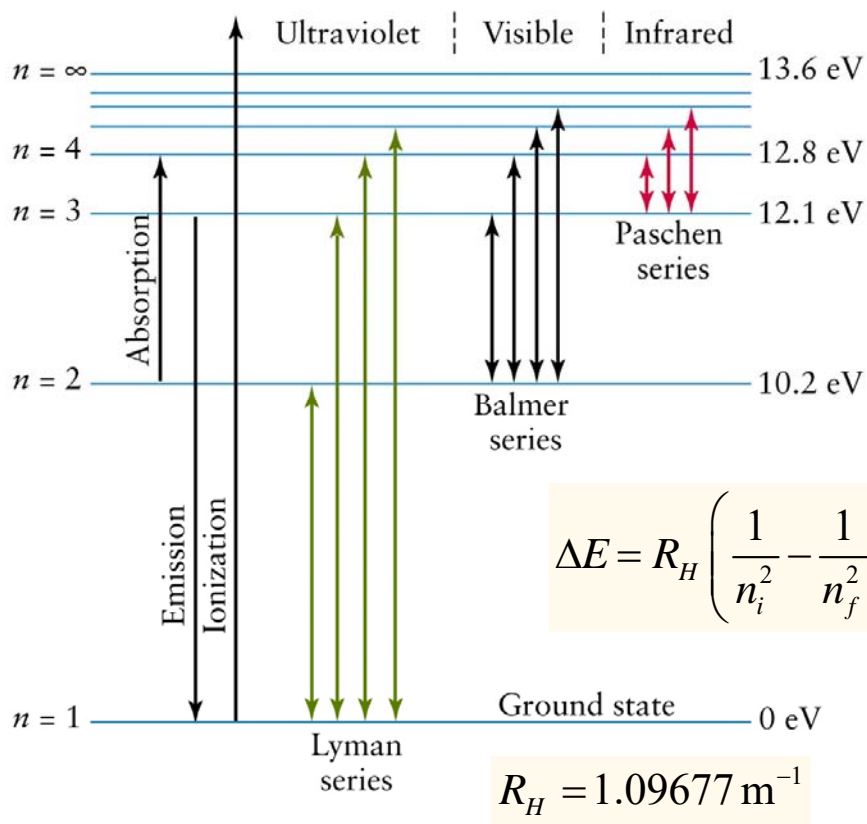 Ultraviolet | Visible | Infrared
n = ∞ 13.6 eV
n = 4 12.8 eV
n = 3 12.1 eV
Absorption
Paschen
series
n = 2 10.2 eV
Balmer
series
Emission
Ionization
ΔE = R_H ( 1/n_i^2 − 1/n_f^2
n = 1 Ground state 0 eV
Lyman
series
R_H = 1.09677 m^−1